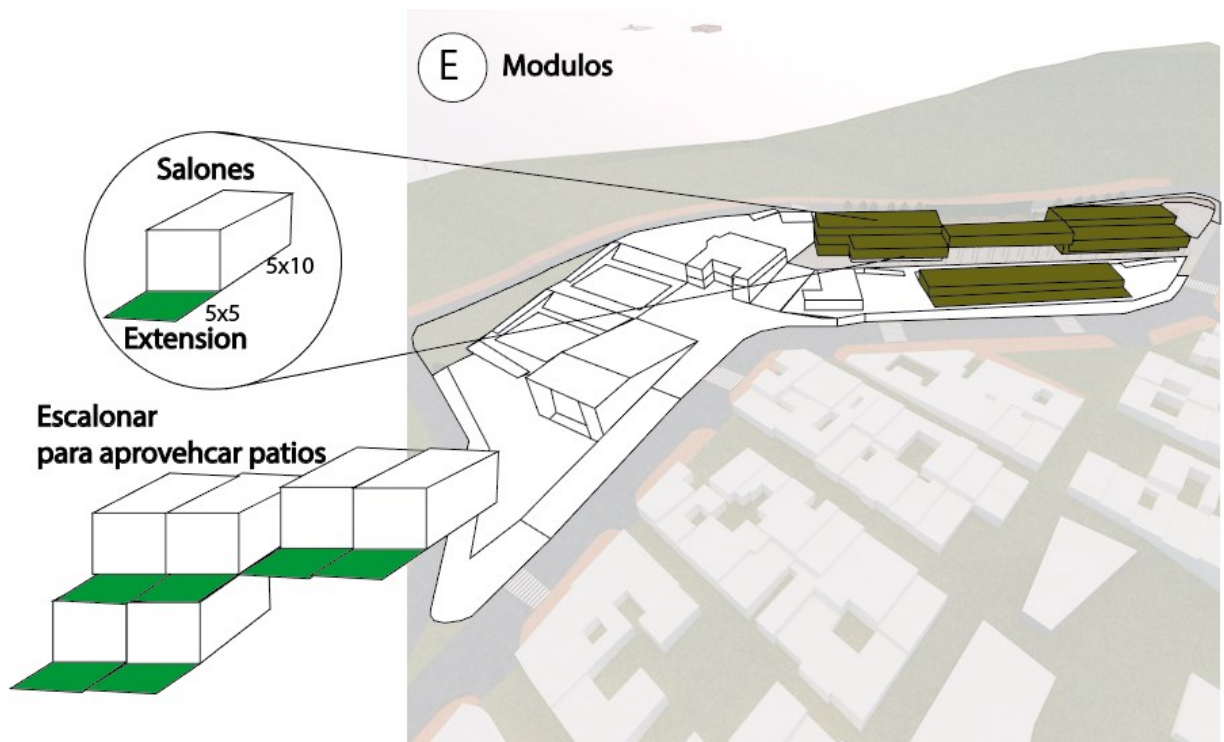 E Modulos
Salones
5x10
5x5
Extension
Escalonar
para aprovehcar patios